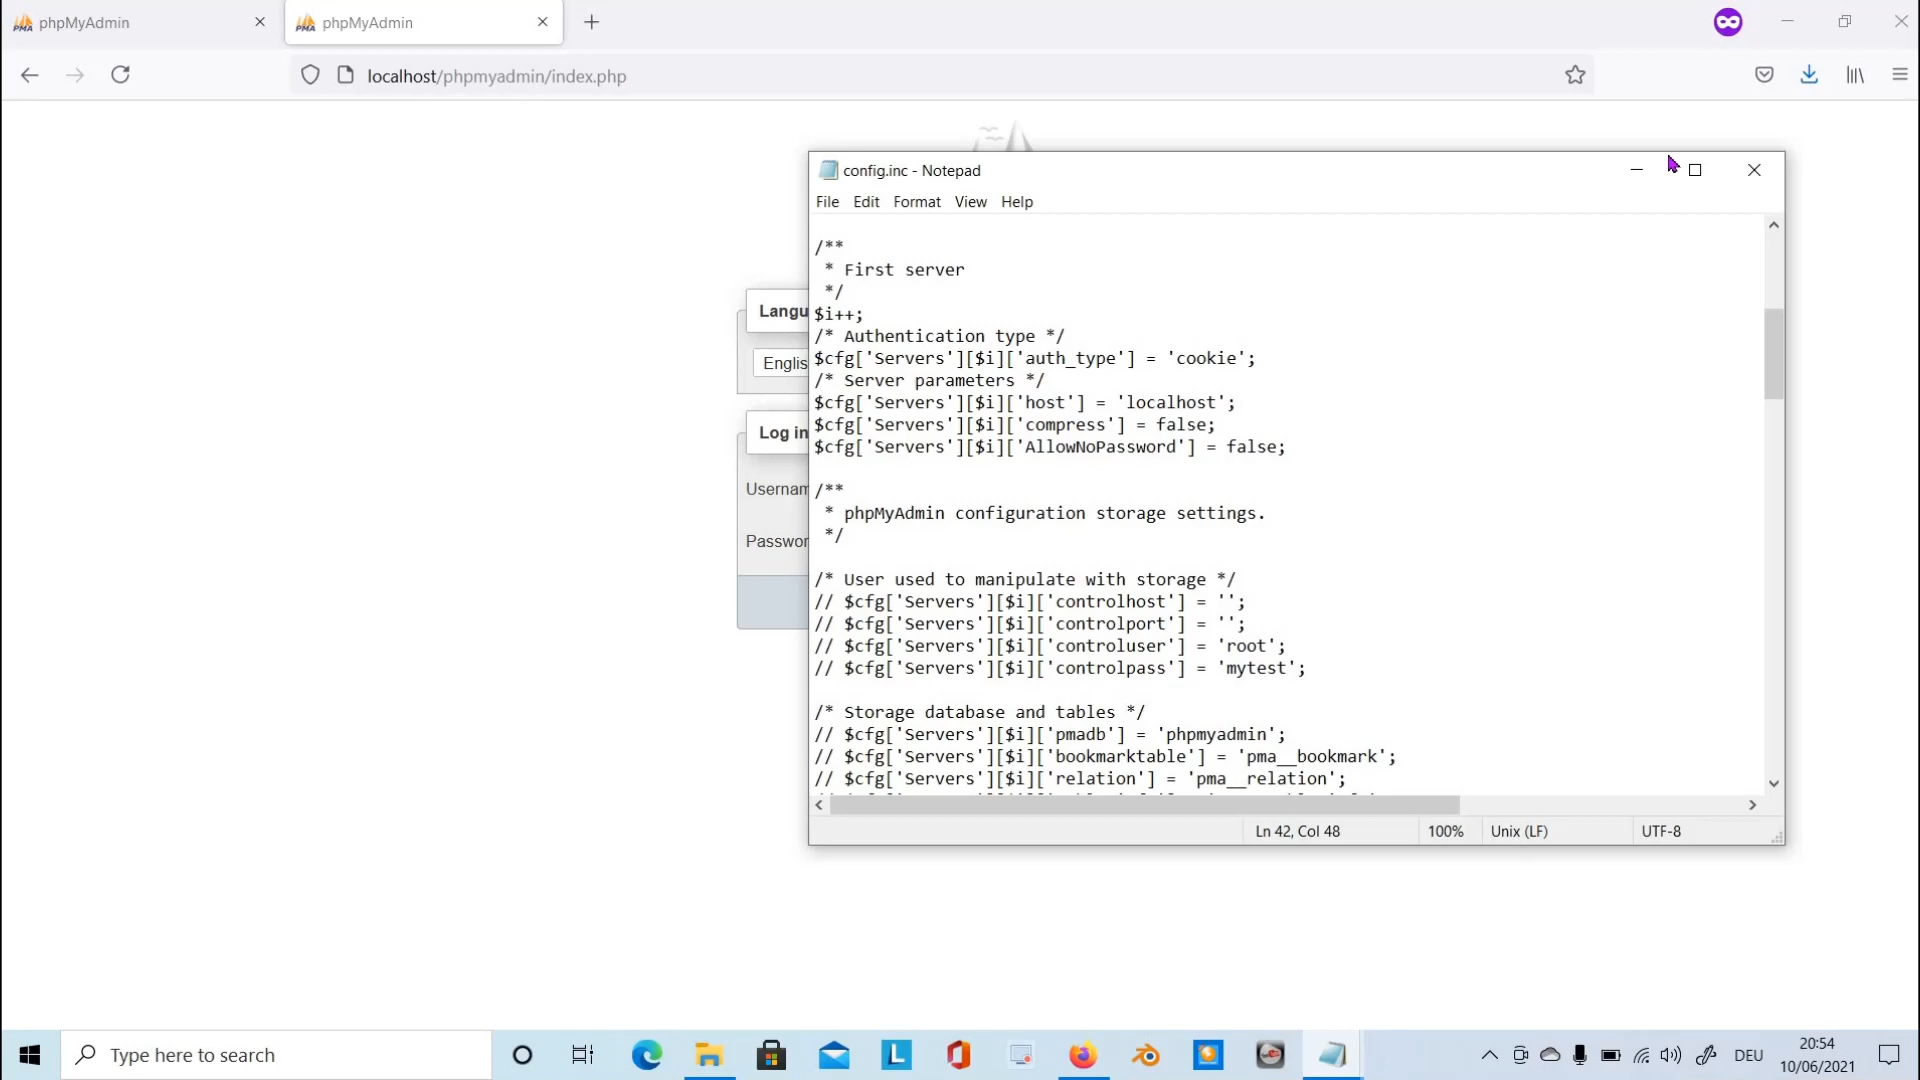 phpMyAdmin
phpMyAdmin
localhost/phpmyadmin/index.php
config.inc - Notepad
File Edit Format View Help
/**
 * First server
 */
$i++;
/* Authentication type */
$cfg['Servers'][$i]['auth_type'] = 'cookie';
/* Server parameters */
$cfg['Servers'][$i]['host'] = 'localhost';
$cfg['Servers'][$i]['compress'] = false;
$cfg['Servers'][$i]['AllowNoPassword'] = false;
/**
 * phpMyAdmin configuration storage settings.
 */
/* User used to manipulate with storage */
// $cfg['Servers'][$i]['controlhost'] = '';
// $cfg['Servers'][$i]['controlport'] = '';
// $cfg['Servers'][$i]['controluser'] = 'root';
// $cfg['Servers'][$i]['controlpass'] = 'mytest';
/* Storage database and tables */
// $cfg['Servers'][$i]['pmadb'] = 'phpmyadmin';
// $cfg['Servers'][$i]['bookmarktable'] = 'pma__bookmark';
// $cfg['Servers'][$i]['relation'] = 'pma__relation';
Ln 42, Col 48 100% Unix (LF) UTF-8
Langu
Englis
Log in
Usernam
Passwor
Type here to search
DEU
20:54
10/06/2021